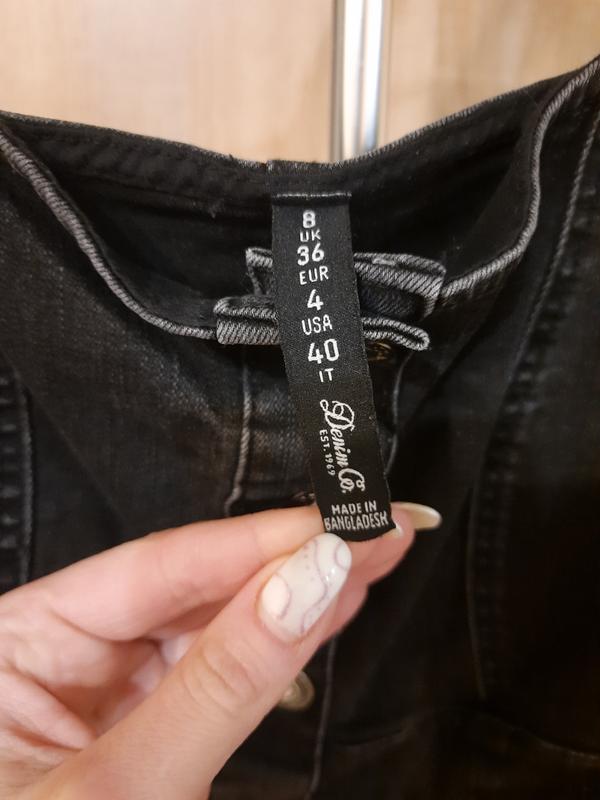 8
UK
36
EUR
4
USA
40
IT
Denim Co.
EST. 1969
MADE IN
BANGLADESH